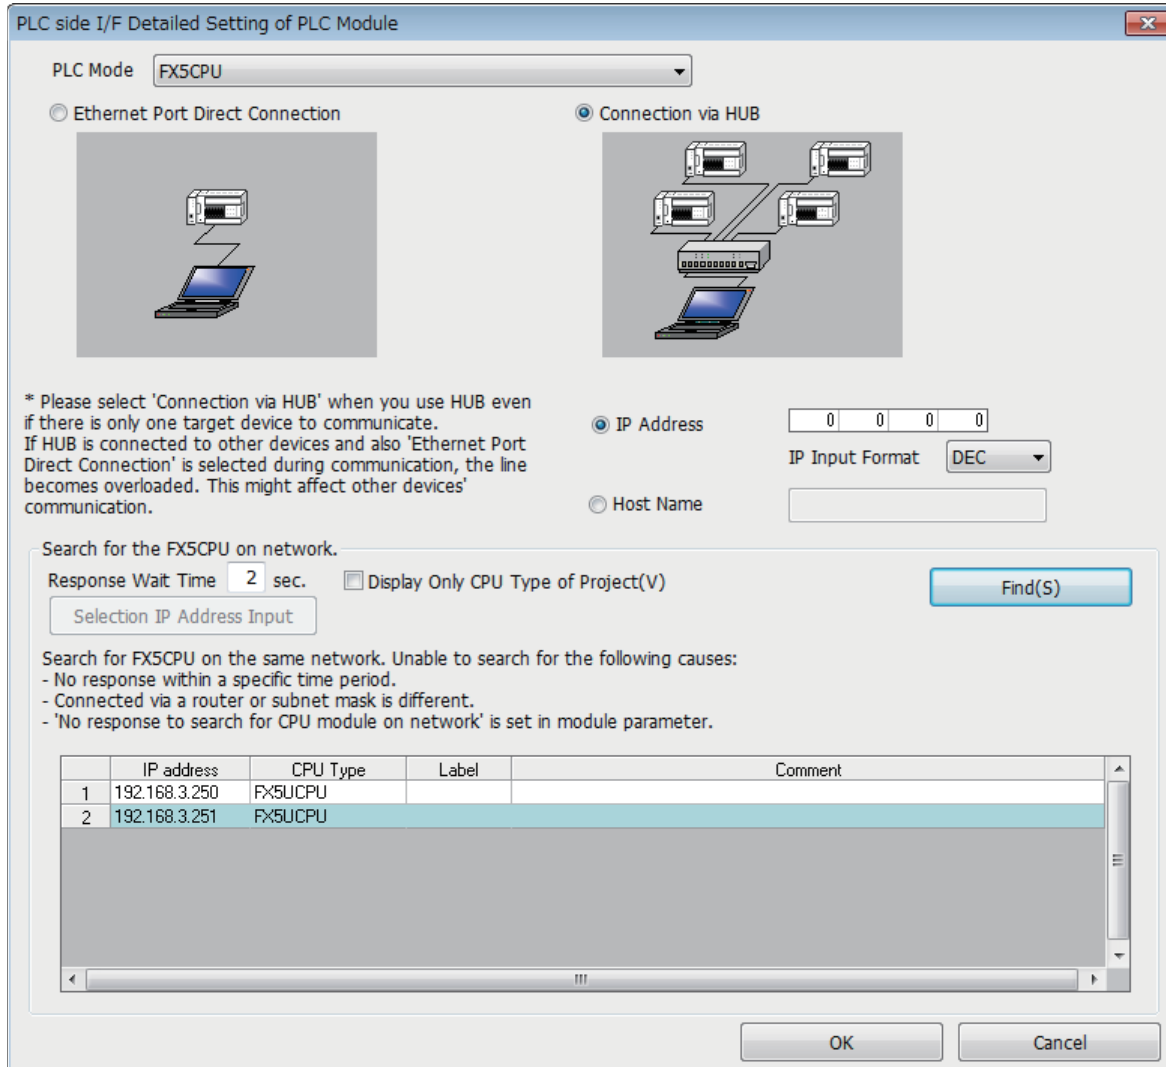 PLC side I/F Detailed Setting of PLC Module
PLC Mode FX5CPU
Ethernet Port Direct Connection
Connection via HUB
* Please select 'Connection via HUB' when you use HUB even
if there is only one target device to communicate.
If HUB is connected to other devices and also 'Ethernet Port
Direct Connection' is selected during communication, the line
becomes overloaded. This might affect other devices'
communication.
IP Address 0 0 0 0
IP Input Format DEC
Host Name
Search for the FX5CPU on network.
Response Wait Time 2 sec. Display Only CPU Type of Project(V)
Find(S)
Selection IP Address Input
Search for FX5CPU on the same network. Unable to search for the following causes:
- No response within a specific time period.
- Connected via a router or subnet mask is different.
- 'No response to search for CPU module on network' is set in module parameter.
IP address CPU Type Label Comment
1 192.168.3.250 FX5UCPU
2 192.168.3.251 FX5UCPU
OK Cancel